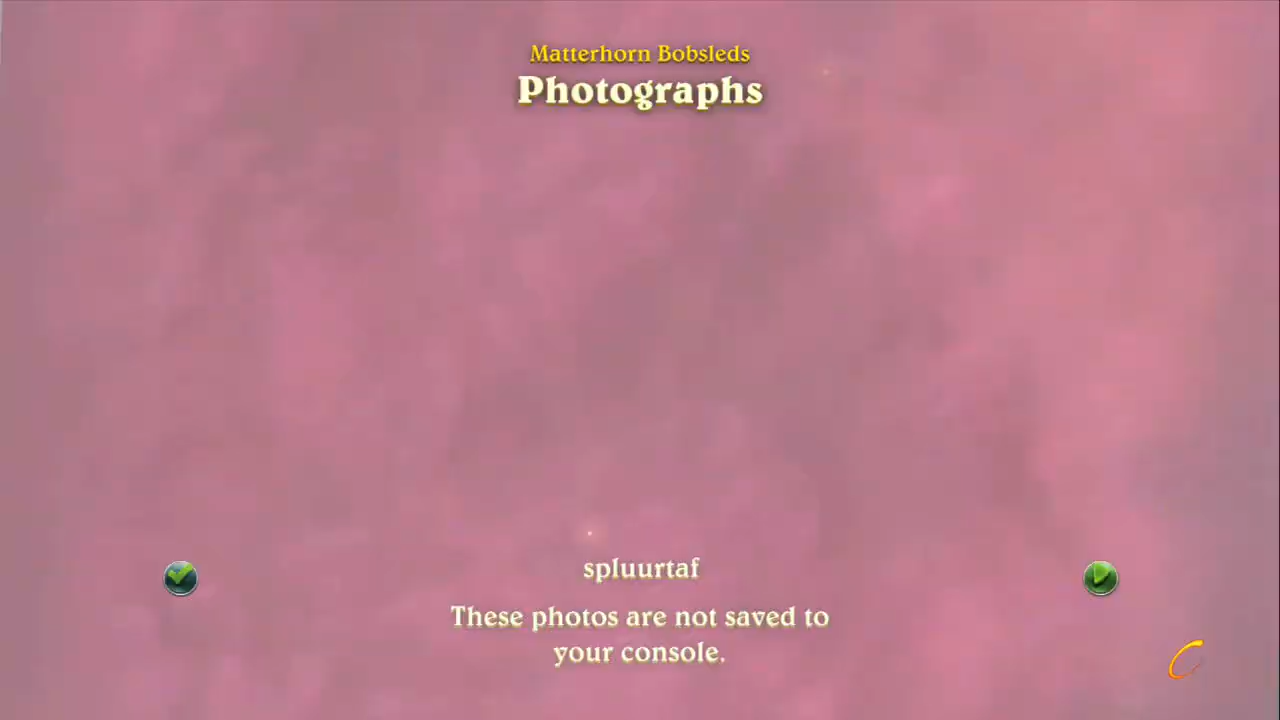 Matterhorn Bobsleds
Photographs
spluurtaf
These photos are not saved to
your console.